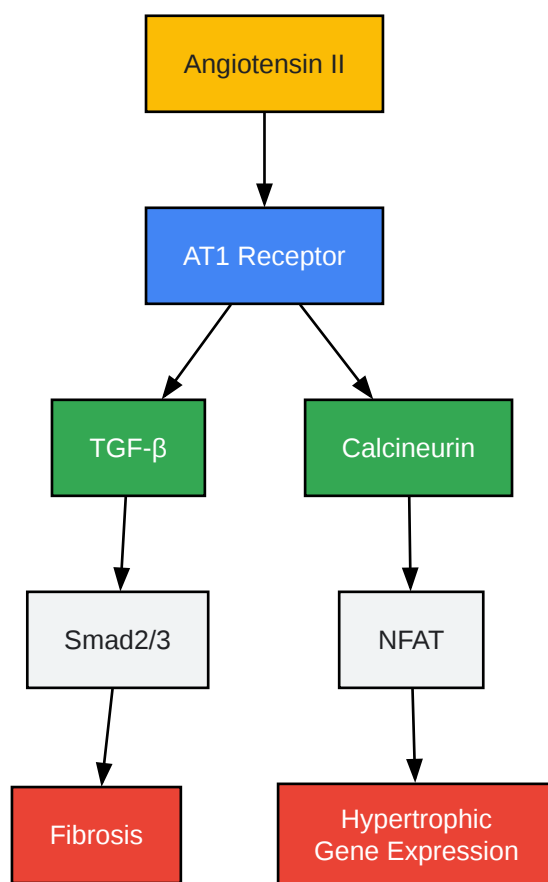 Angiotensin II
AT1 Receptor
TGF-β
Calcineurin
Smad2/3
NFAT
Fibrosis
Hypertrophic
Gene Expression